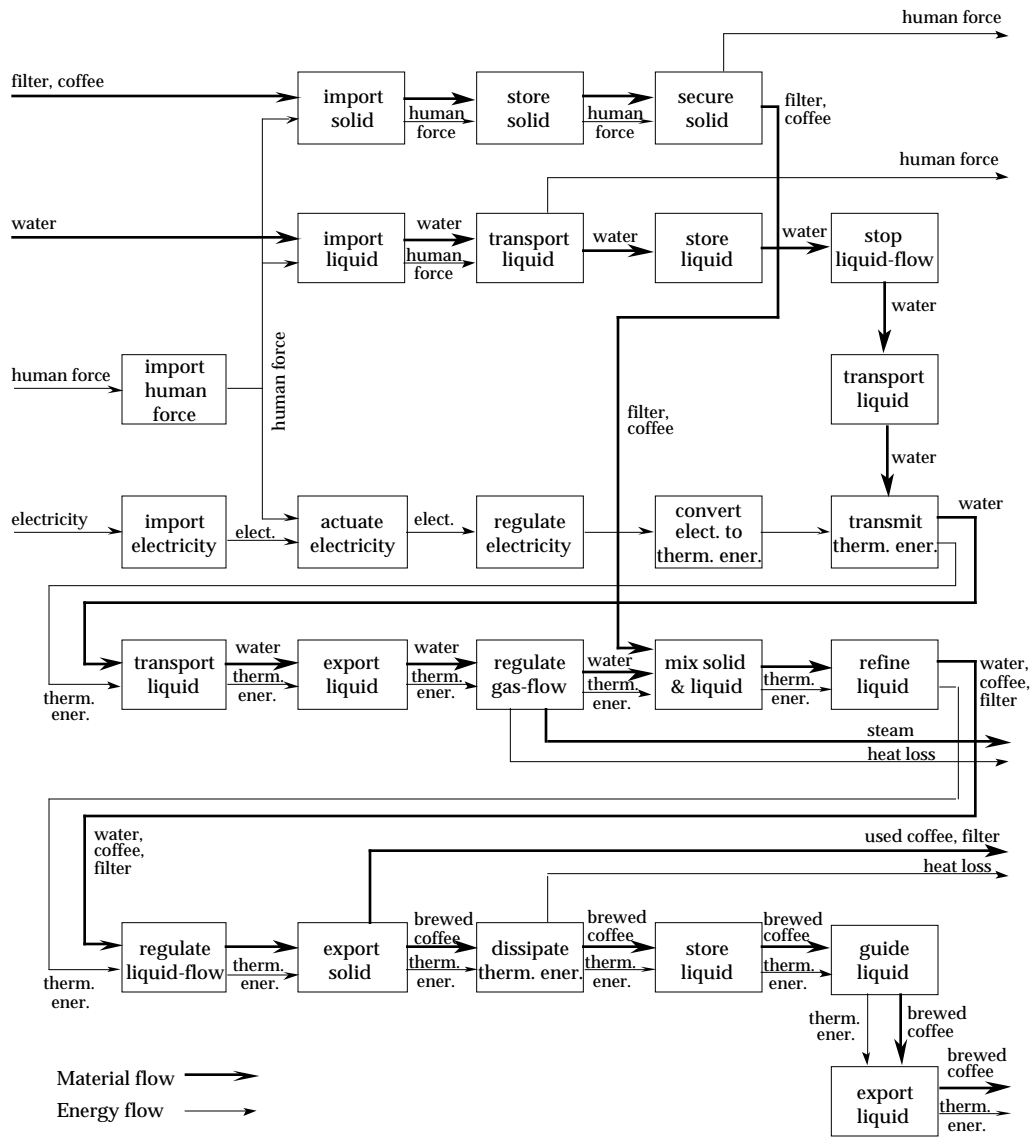 human force
filter, coffee
import
solid
human
force
store
solid
human
force
secure
solid
filter,
coffee
human force
water
import
liquid
water
human
force
transport
liquid
water
store
liquid
water
stop
liquid-flow
water
human force
import
human
force
human force
filter,
coffee
transport
liquid
water
electricity
import
electricity
elect.
actuate
electricity
elect.
regulate
electricity
convert
elect. to
therm. ener.
transmit
therm. ener.
water
therm.
ener.
transport
liquid
water
therm.
ener.
export
liquid
water
therm.
ener.
regulate
gas-flow
water
therm.
ener.
mix solid
& liquid
therm.
ener.
refine
liquid
water,
coffee,
filter
steam
heat loss
water,
coffee,
filter
used coffee, filter
heat loss
therm.
ener.
regulate
liquid-flow
therm.
ener.
export
solid
brewed
coffee
therm.
ener.
dissipate
therm. ener.
brewed
coffee
therm.
ener.
store
liquid
brewed
coffee
therm.
ener.
guide
liquid
therm.
ener.
brewed
coffee
export
liquid
brewed
coffee
therm.
ener.
Material flow
Energy flow